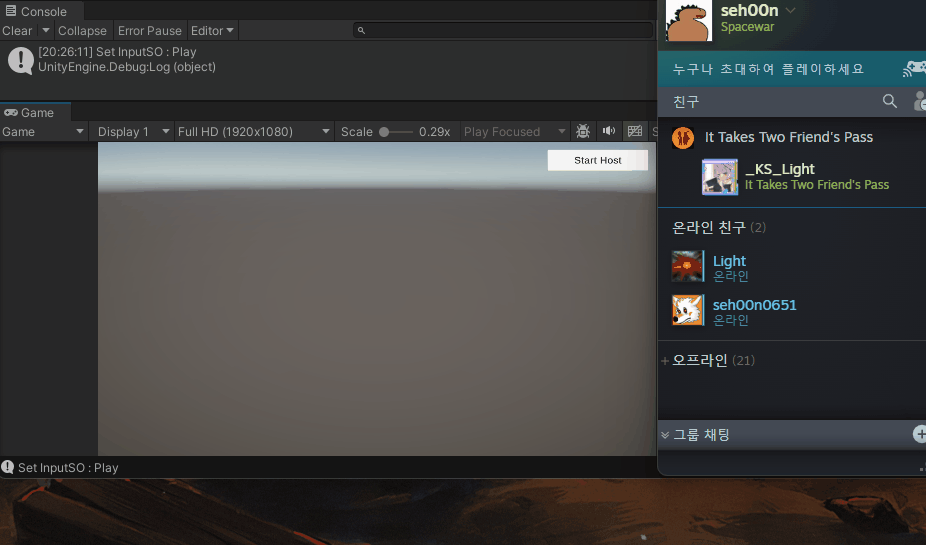 Console
Clear Collapse Error Pause Editor
[20:26:11] Set InputSO : Play
UnityEngine.Debug:Log (object)
Game
Game Display 1 Full HD (1920x1080) Scale 0.29x Play Focused S
Start Host
Set InputSO : Play
seh00n
Spacewar
누구나 초대하여 플레이하세요
친구
It Takes Two Friend's Pass
_KS_Light
It Takes Two Friend's Pass
온라인 친구 (2)
Light
온라인
seh00n0651
온라인
+ 오프라인 (21)
그룹 채팅